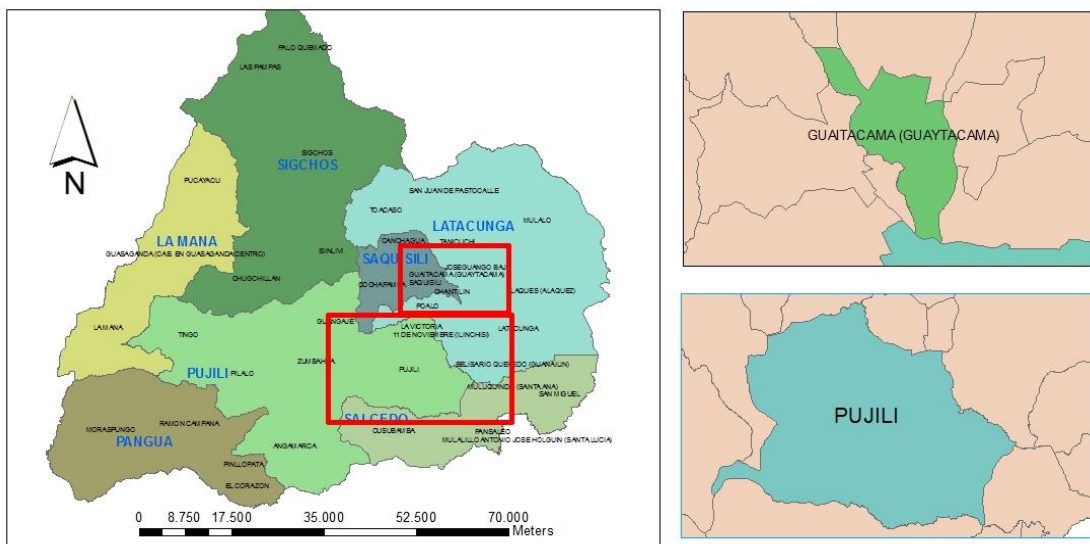 PALO QUEMADO
LAS PAMPAS
SIGCHOS
SIGCHOS
PUCAYACU
SAN JUAN DE PASTOCALLE
TOACASO
MULALO
LATACUNGA
LA MANA
CANCHAGUA
TANICUCHI
GUASAGANDA (CAB. EN GUASAGANDA CENTRO)
ISINLIVI
SAQUISILI
JOSEGUANGO BAJ
GUAITACAMA (GUAYTACAMA)
SAQUISILI
CHUGCHILLAN
COCHAPAMBA
CHANTILIN
LAQUES (ALAQUEZ)
POALO
GUANGAJE
LA VICTORIA
LA MANA
TINGO
11 DE NOVIEMBRE (ILINCHISI)
LATACUNGA
ZUMBAHUA
PUJILI
PILALO
PUJILI
BELISARIO QUEVEDO (GUANAILIN)
MULLIQUINDIL (SANTA ANA)
SAN MIGUEL
SALCEDO
RAMON CAMPANA
MORASPUNGO
PANGUA
CUSUBAMBA
PANSALEO
ANGAMARCA
MULALILLO
ANTONIO JOSE HOLGUIN (SANTA LUCIA)
PINLLOPATA
EL CORAZON
N
0 8.750 17.500 35.000 52.500 70.000
Meters
GUAITACAMA (GUAYTACAMA)
PUJILI